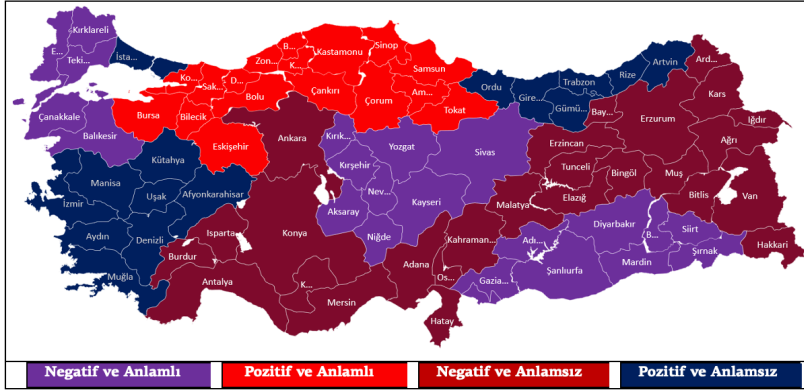 Kırklareli
E...
Teki...
İsta...
Çanakkale
Balıkesir
Ko...
Sak...
D...
Zon...
B...
K...
Kastamonu
Sinop
Samsun
Bolu
Çankırı
Çorum
Am...
Tokat
Bursa
Bilecik
Eskişehir
Ordu
Gire...
Trabzon
Gümü...
Rize
Artvin
Ard...
Kars
Bay...
Erzurum
Iğdır
Ağrı
Ankara
Kırık...
Yozgat
Sivas
Kırşehir
Nev...
Kayseri
Aksaray
Niğde
Erzincan
Tunceli
Bingöl
Muş
Elazığ
Malatya
Bitlis
Van
Hakkari
Kütahya
Manisa
Uşak
Afyonkarahisar
İzmir
Aydın
Denizli
Muğla
Isparta
Burdur
Antalya
Konya
K...
Mersin
Adana
Kahraman...
Os...
Hatay
Adı...
Gazia...
Şanlıurfa
Diyarbakır
Mardin
B...
Siirt
Şırnak
Negatif ve Anlamlı Pozitif ve Anlamlı Negatif ve Anlamsız Pozitif ve Anlamsız